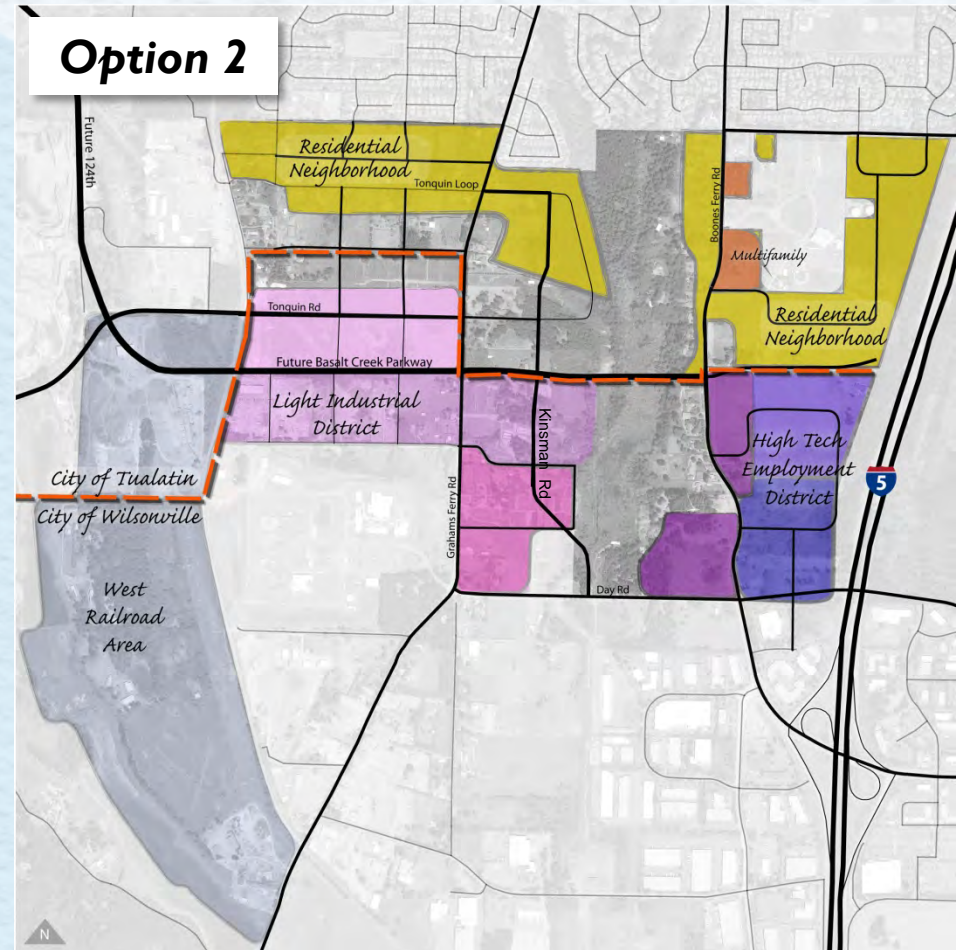 Option 2
Future 124th
Residential
Neighborhood
Tonquin Loop
Boones Ferry Rd
Multifamily
Residential
Neighborhood
Tonquin Rd
Future Basalt Creek Parkway
Light Industrial
District
Kinsman Rd
High Tech
Employment
District
5
City of Tualatin
City of Wilsonville
Grahams Ferry Rd
West
Railroad
Area
Day Rd
N